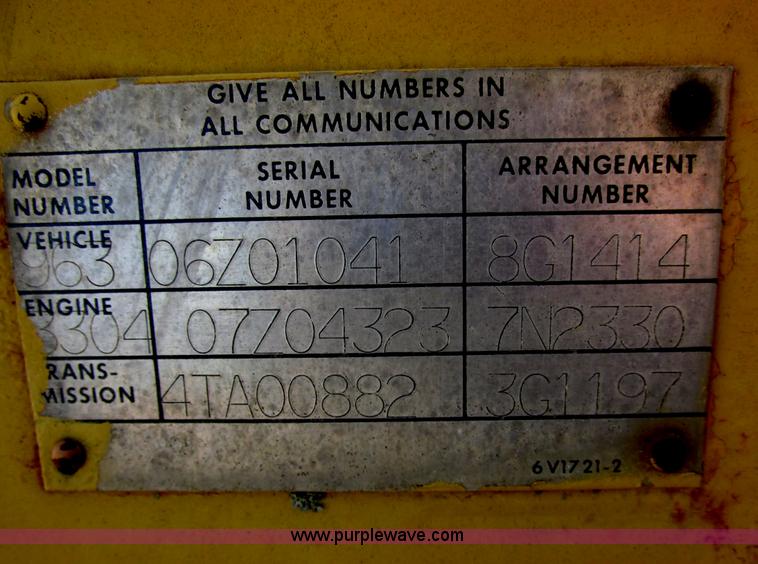 GIVE ALL NUMBERS IN
ALL COMMUNICATIONS
MODEL NUMBER SERIAL NUMBER ARRANGEMENT NUMBER
VEHICLE 963 06Z01041 8G1414
ENGINE 3304 07Z04323 7N2330
TRANS-
MISSION 4TA00882 3G1197
6V1721-2
www.purplewave.com